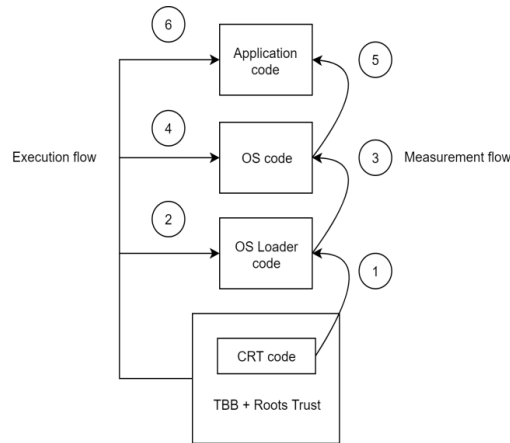 6
Application
code
5
4
Execution flow
OS code
3
Measurement flow
2
OS Loader
code
1
CRT code
TBB + Roots Trust